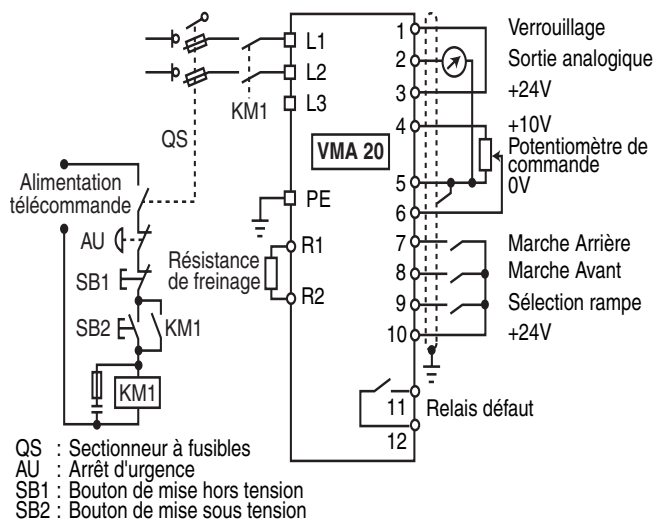 L1
L2
L3
KM1
QS
Alimentation
télécommande
AU
SB1
SB2
KM1
KM1
PE
R1
R2
Résistance
de freinage
VMA 20
1 Verrouillage
2 Sortie analogique
3 +24V
4 +10V
Potentiomètre de
commande
5 0V
6
7 Marche Arrière
8 Marche Avant
9 Sélection rampe
10 +24V
11 Relais défaut
12
QS : Sectionneur à fusibles
AU : Arrêt d'urgence
SB1 : Bouton de mise hors tension
SB2 : Bouton de mise sous tension